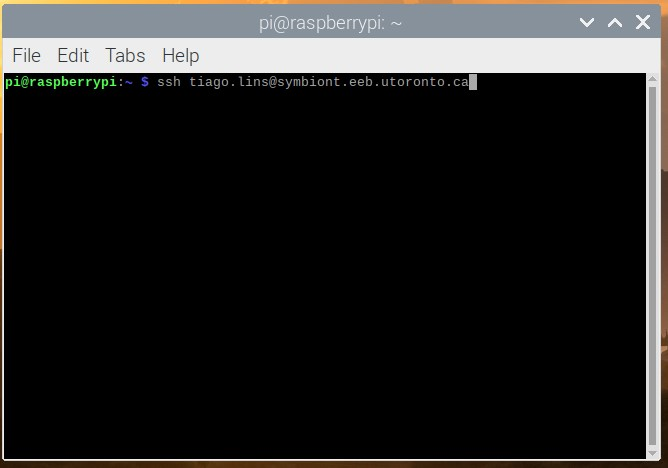 pi@raspberrypi: ~
File Edit Tabs Help
pi@raspberrypi:~ $ ssh tiago.lins@symbiont.eeb.utoronto.ca